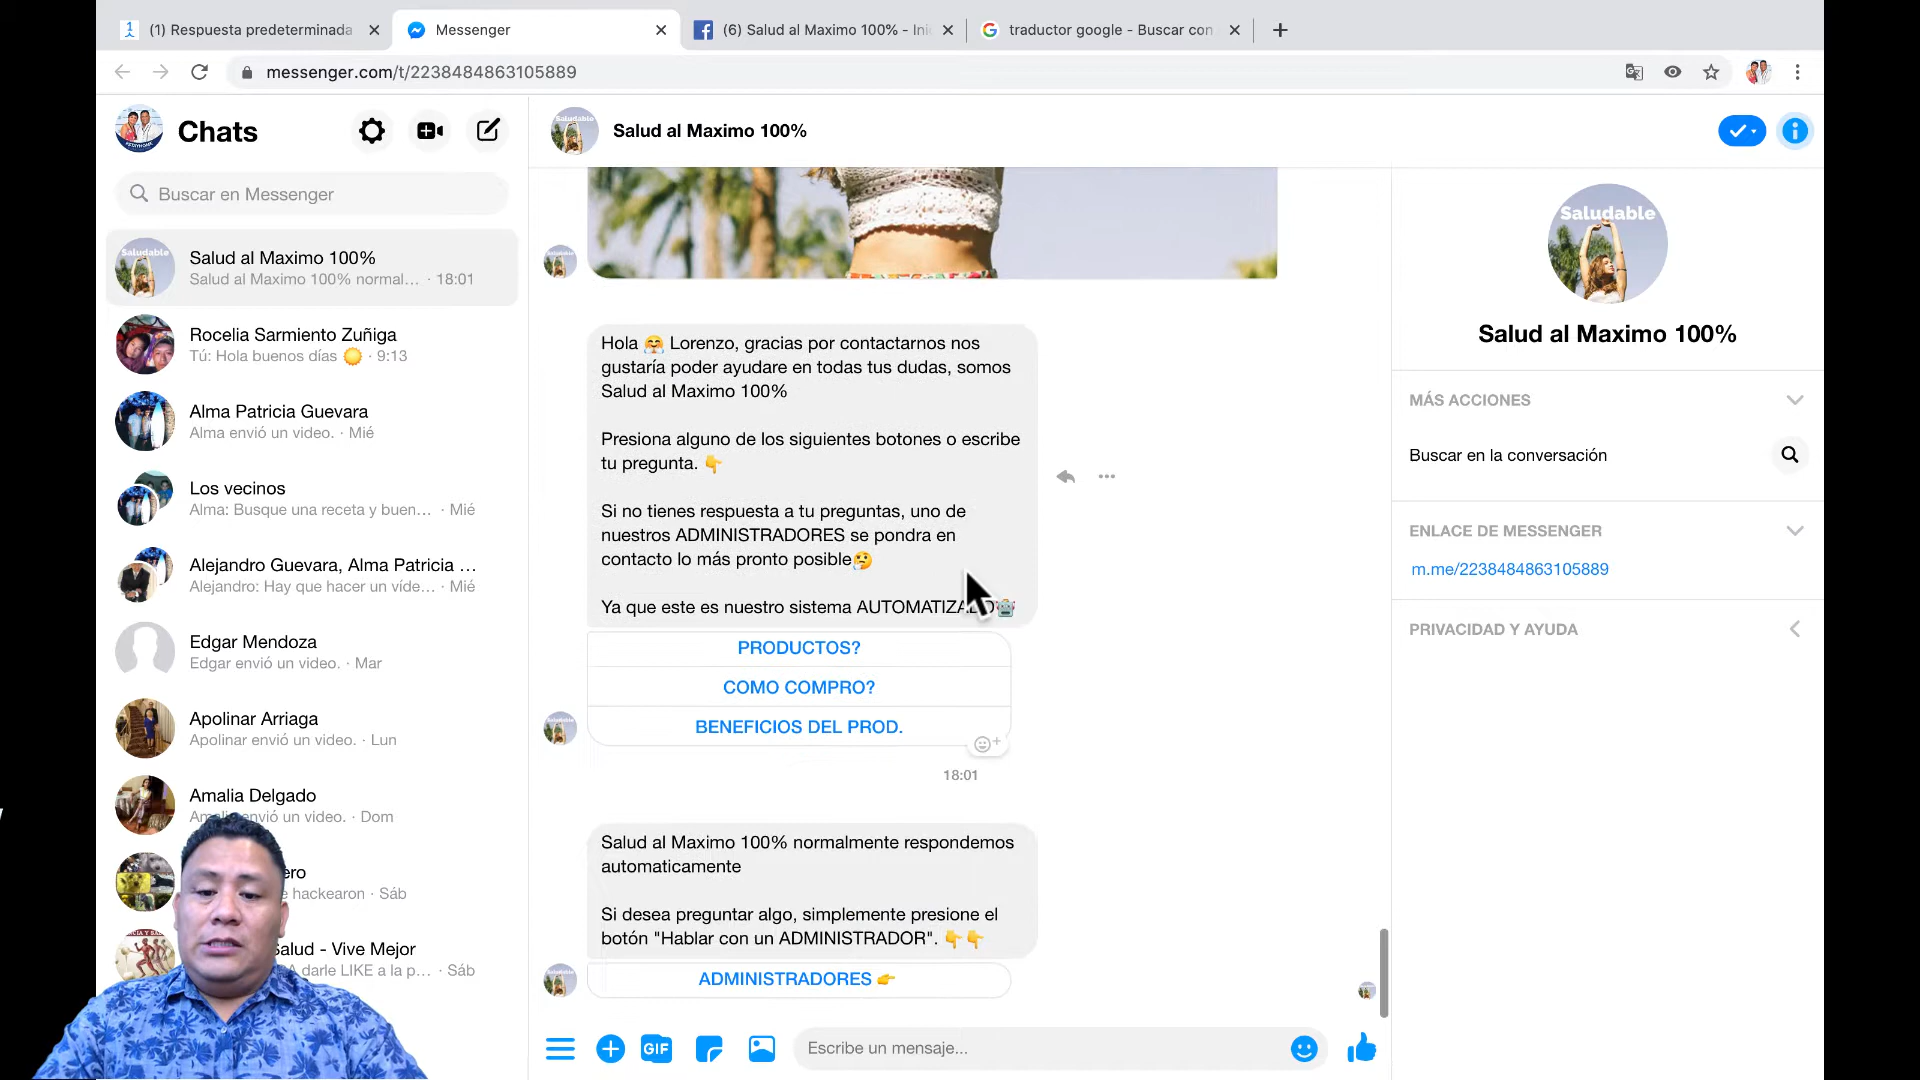 (1) Respuesta predeterminada
Messenger
(6) Salud al Maximo 100% - Ini
traductor google - Buscar con
messenger.com/t/2238484863105889
Chats
Buscar en Messenger
Salud al Maximo 100%
Salud al Maximo 100% normal... · 18:01
Rocelia Sarmiento Zuñiga
Tú: Hola buenos días 🌞 · 9:13
Alma Patricia Guevara
Alma envió un video. · Mié
Los vecinos
Alma: Busque una receta y buen... · Mié
Alejandro Guevara, Alma Patricia ...
Alejandro: Hay que hacer un víde... · Mié
Edgar Mendoza
Edgar envió un video. · Mar
Apolinar Arriaga
Apolinar envió un video. · Lun
Amalia Delgado
Amalia envió un video. · Dom
ero
e hackearon · Sáb
Salud - Vive Mejor
A darle LIKE a la p... · Sáb
Salud al Maximo 100%
Hola 🤗 Lorenzo, gracias por contactarnos nos
gustaría poder ayudare en todas tus dudas, somos
Salud al Maximo 100%
Presiona alguno de los siguientes botones o escribe
tu pregunta. 👇
Si no tienes respuesta a tu preguntas, uno de
nuestros ADMINISTRADORES se pondra en
contacto lo más pronto posible🤔
Ya que este es nuestro sistema AUTOMATIZADO🤖
PRODUCTOS?
COMO COMPRO?
BENEFICIOS DEL PROD.
18:01
Salud al Maximo 100% normalmente respondemos
automaticamente
Si desea preguntar algo, simplemente presione el
botón "Hablar con un ADMINISTRADOR". 👇👇
ADMINISTRADORES 👉
GIF
Escribe un mensaje...
Saludable
Salud al Maximo 100%
MÁS ACCIONES
Buscar en la conversación
ENLACE DE MESSENGER
m.me/2238484863105889
PRIVACIDAD Y AYUDA